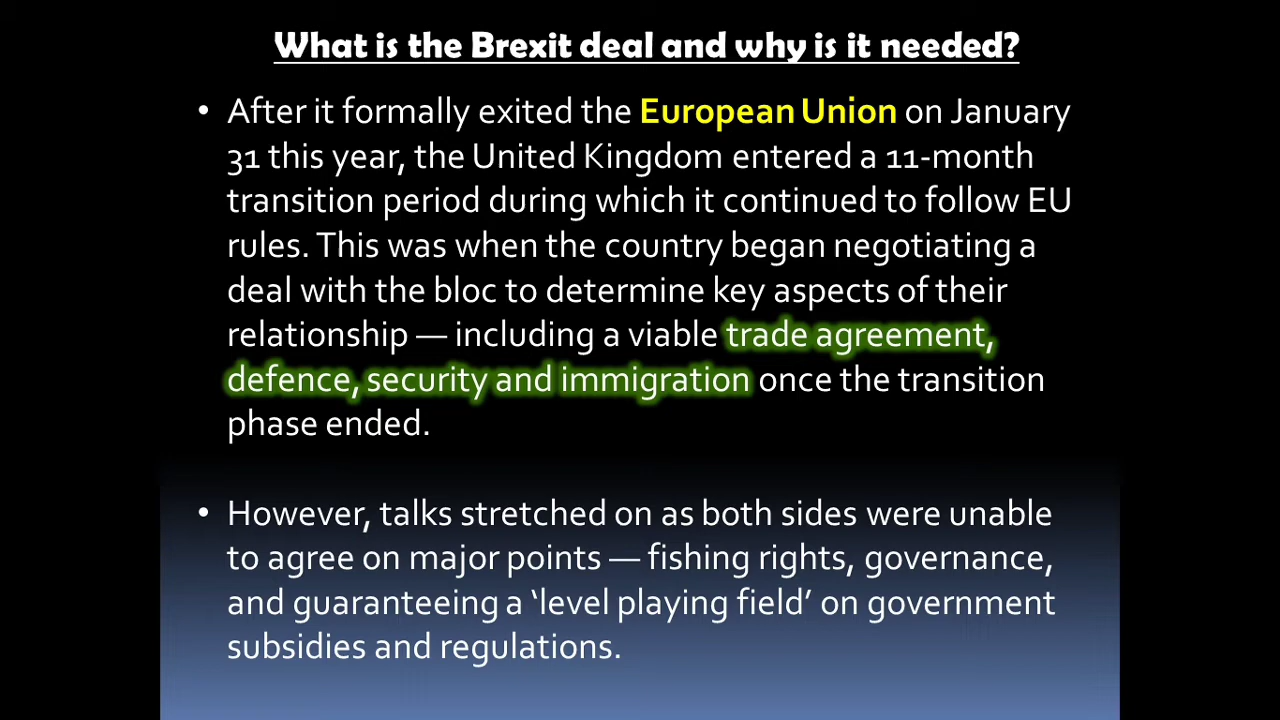 What is the Brexit deal and why is it needed?
• After it formally exited the European Union on January
31 this year, the United Kingdom entered a 11-month
transition period during which it continued to follow EU
rules. This was when the country began negotiating a
deal with the bloc to determine key aspects of their
relationship — including a viable trade agreement,
defence, security and immigration once the transition
phase ended.
• However, talks stretched on as both sides were unable
to agree on major points — fishing rights, governance,
and guaranteeing a ‘level playing field’ on government
subsidies and regulations.